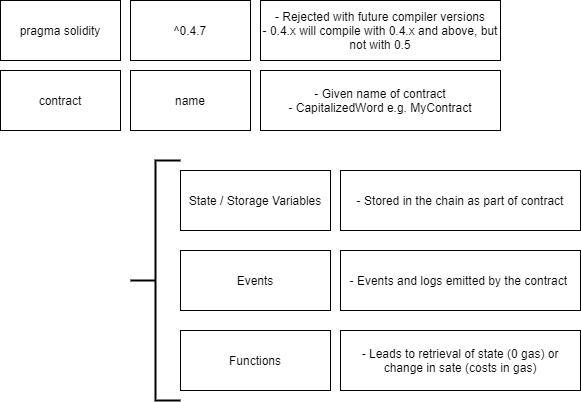 pragma solidity
^0.4.7
- Rejected with future compiler versions
- 0.4.x will compile with 0.4.x and above, but
not with 0.5
contract
name
- Given name of contract
- CapitalizedWord e.g. MyContract
State / Storage Variables
- Stored in the chain as part of contract
Events
- Events and logs emitted by the contract
Functions
- Leads to retrieval of state (0 gas) or
change in sate (costs in gas)